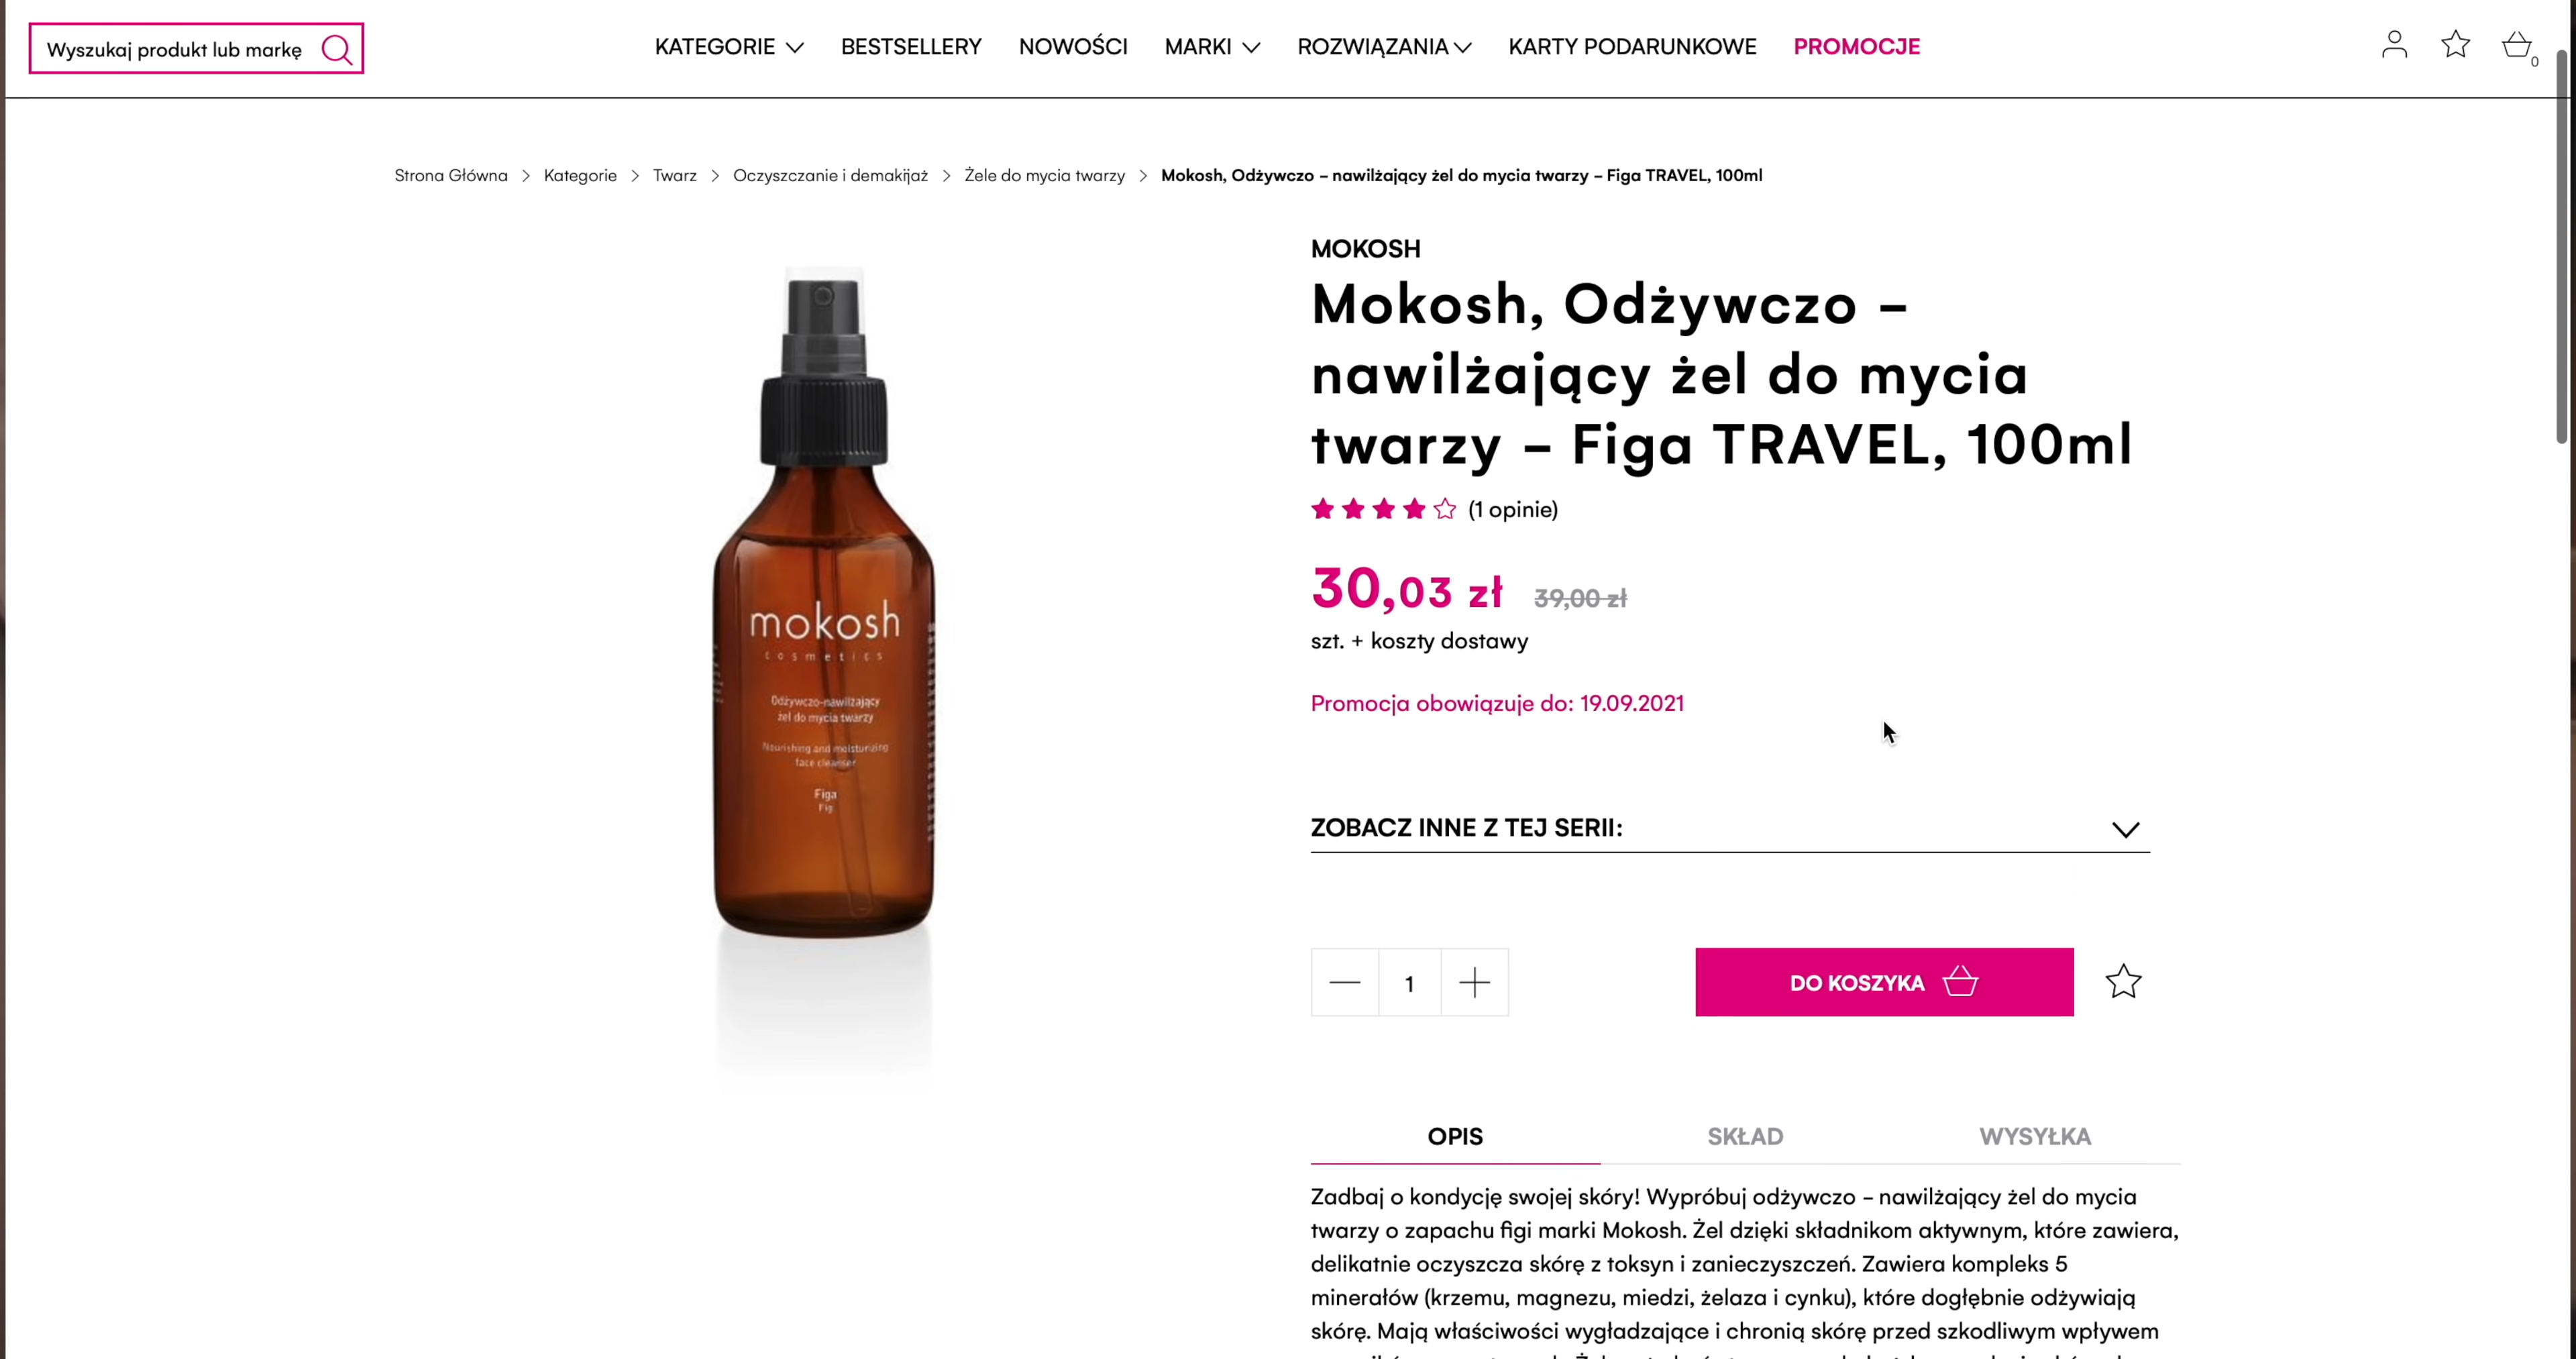 Wyszukaj produkt lub markę
KATEGORIE
BESTSELLERY
NOWOŚCI
MARKI
ROZWIĄZANIA
KARTY PODARUNKOWE
PROMOCJE
0
Strona Główna > Kategorie > Twarz > Oczyszczanie i demakijaż > Żele do mycia twarzy > Mokosh, Odżywczo – nawilżający żel do mycia twarzy – Figa TRAVEL, 100ml
mokosh
cosmetics
Odżywczo-nawilżający
żel do mycia twarzy
Nourishing and moisturizing
face cleanser
Figa
Fig
MOKOSH
Mokosh, Odżywczo –
nawilżający żel do mycia
twarzy – Figa TRAVEL, 100ml
(1 opinie)
30,03 zł 39,00 zł
szt. + koszty dostawy
Promocja obowiązuje do: 19.09.2021
ZOBACZ INNE Z TEJ SERII:
1
DO KOSZYKA
OPIS
SKŁAD
WYSYŁKA
Zadbaj o kondycję swojej skóry! Wypróbuj odżywczo – nawilżający żel do mycia
twarzy o zapachu figi marki Mokosh. Żel dzięki składnikom aktywnym, które zawiera,
delikatnie oczyszcza skórę z toksyn i zanieczyszczeń. Zawiera kompleks 5
minerałów (krzemu, magnezu, miedzi, żelaza i cynku), które dogłębnie odżywiają
skórę. Mają właściwości wygładzające i chronią skórę przed szkodliwym wpływem